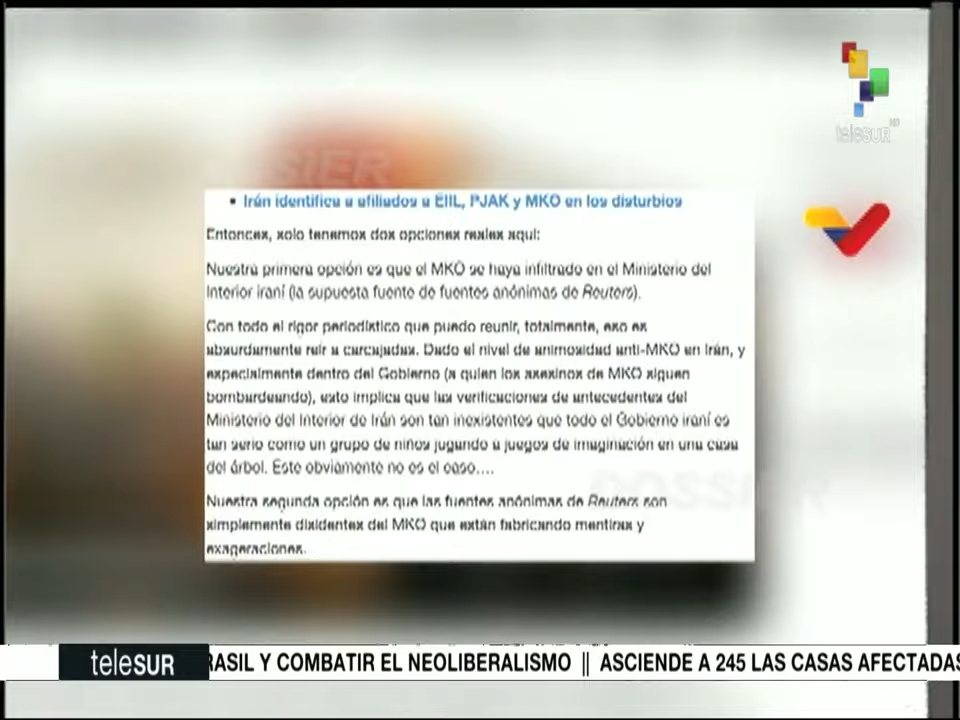 SIER
teleSUR
HD
• Irán identifica a afiliados a EIIL, PJAK y MKO en los disturbios
Entonces, solo tenemos dos opciones reales aquí:
Nuestra primera opción es que el MKO se haya infiltrado en el Ministerio del
Interior iraní (la supuesta fuente de fuentes anónimas de Reuters).
Con todo el rigor periodístico que puedo reunir, totalmente, eso es
absurdamente reír a carcajadas. Dado el nivel de animosidad anti-MKO en Irán, y
especialmente dentro del Gobierno (a quien los asesinos de MKO siguen
bombardeando), esto implica que las verificaciones de antecedentes del
Ministerio del Interior de Irán son tan inexistentes que todo el Gobierno iraní es
tan serio como un grupo de niños jugando a juegos de imaginación en una casa
del árbol. Este obviamente no es el caso....
DOSSIER
Nuestra segunda opción es que las fuentes anónimas de Reuters son
simplemente disidentes del MKO que están fabricando mentiras y
exageraciones.
teleSUR
RASIL Y COMBATIR EL NEOLIBERALISMO || ASCIENDE A 245 LAS CASAS AFECTADAS